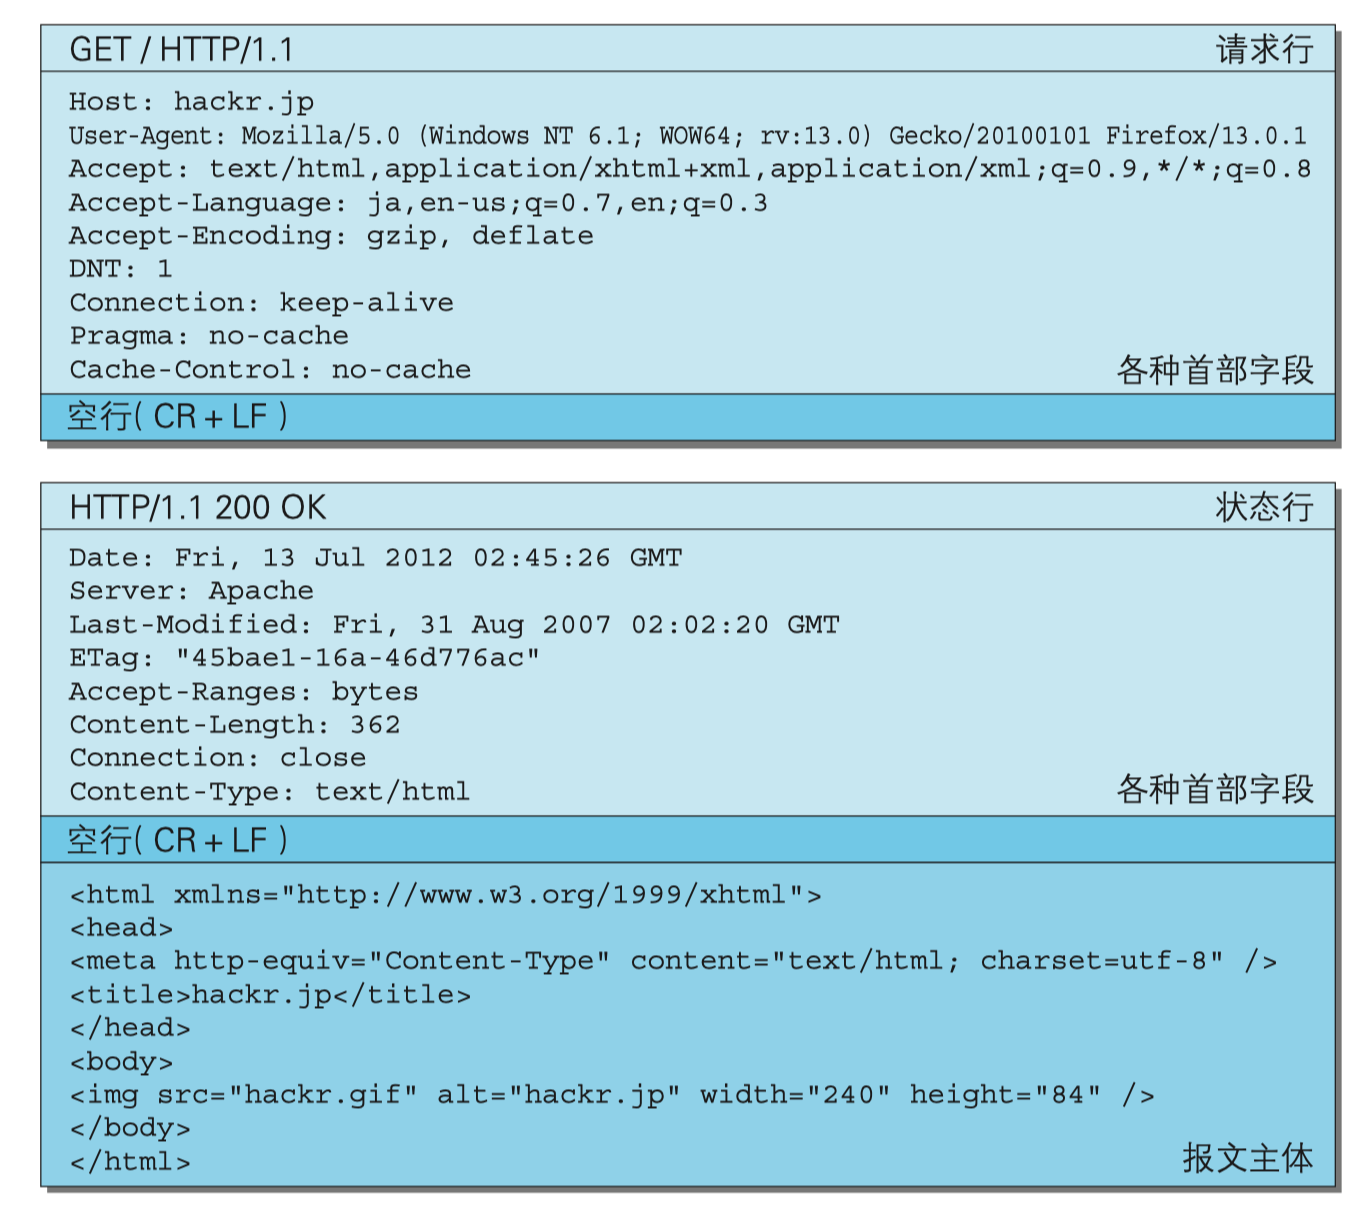 GET / HTTP/1.1 请求行
Host: hackr.jp
User-Agent: Mozilla/5.0 (Windows NT 6.1; WOW64; rv:13.0) Gecko/20100101 Firefox/13.0.1
Accept: text/html,application/xhtml+xml,application/xml;q=0.9,*/*;q=0.8
Accept-Language: ja,en-us;q=0.7,en;q=0.3
Accept-Encoding: gzip, deflate
DNT: 1
Connection: keep-alive
Pragma: no-cache
Cache-Control: no-cache 各种首部字段
空行( CR + LF )
HTTP/1.1 200 OK 状态行
Date: Fri, 13 Jul 2012 02:45:26 GMT
Server: Apache
Last-Modified: Fri, 31 Aug 2007 02:02:20 GMT
ETag: "45bae1-16a-46d776ac"
Accept-Ranges: bytes
Content-Length: 362
Connection: close
Content-Type: text/html 各种首部字段
空行( CR + LF )
<html xmlns="http://www.w3.org/1999/xhtml">
<head>
<meta http-equiv="Content-Type" content="text/html; charset=utf-8" />
<title>hackr.jp</title>
</head>
<body>
<img src="hackr.gif" alt="hackr.jp" width="240" height="84" />
</body>
</html> 报文主体